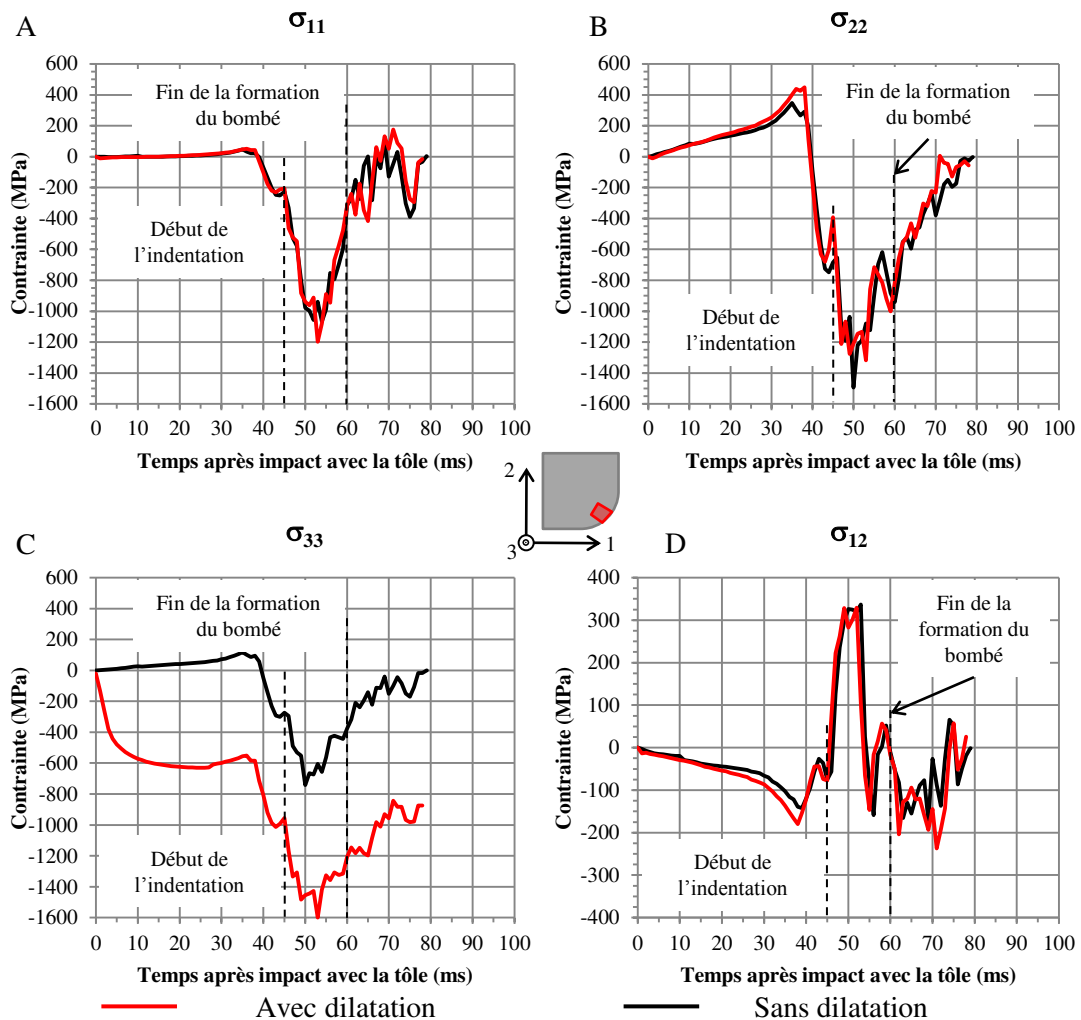 A
σ11
Contrainte (MPa)
600
400
200
0
-200
-400
-600
-800
-1000
-1200
-1400
-1600
Fin de la formation
du bombé
Début de
l'indentation
0 10 20 30 40 50 60 70 80 90 100
Temps après impact avec la tôle (ms)
B
σ22
Contrainte (MPa)
600
400
200
0
-200
-400
-600
-800
-1000
-1200
-1400
-1600
Fin de la formation
du bombé
Début de
l'indentation
0 10 20 30 40 50 60 70 80 90 100
Temps après impact avec la tôle (ms)
2
3
1
C
σ33
Contrainte (MPa)
600
400
200
0
-200
-400
-600
-800
-1000
-1200
-1400
-1600
Fin de la formation
du bombé
Début de
l'indentation
0 10 20 30 40 50 60 70 80 90 100
Temps après impact avec la tôle (ms)
D
σ12
Contrainte (MPa)
400
300
200
100
0
-100
-200
-300
-400
Fin de la
formation du
bombé
Début de
l'indentation
0 10 20 30 40 50 60 70 80 90 100
Temps après impact avec la tôle (ms)
Avec dilatation
Sans dilatation